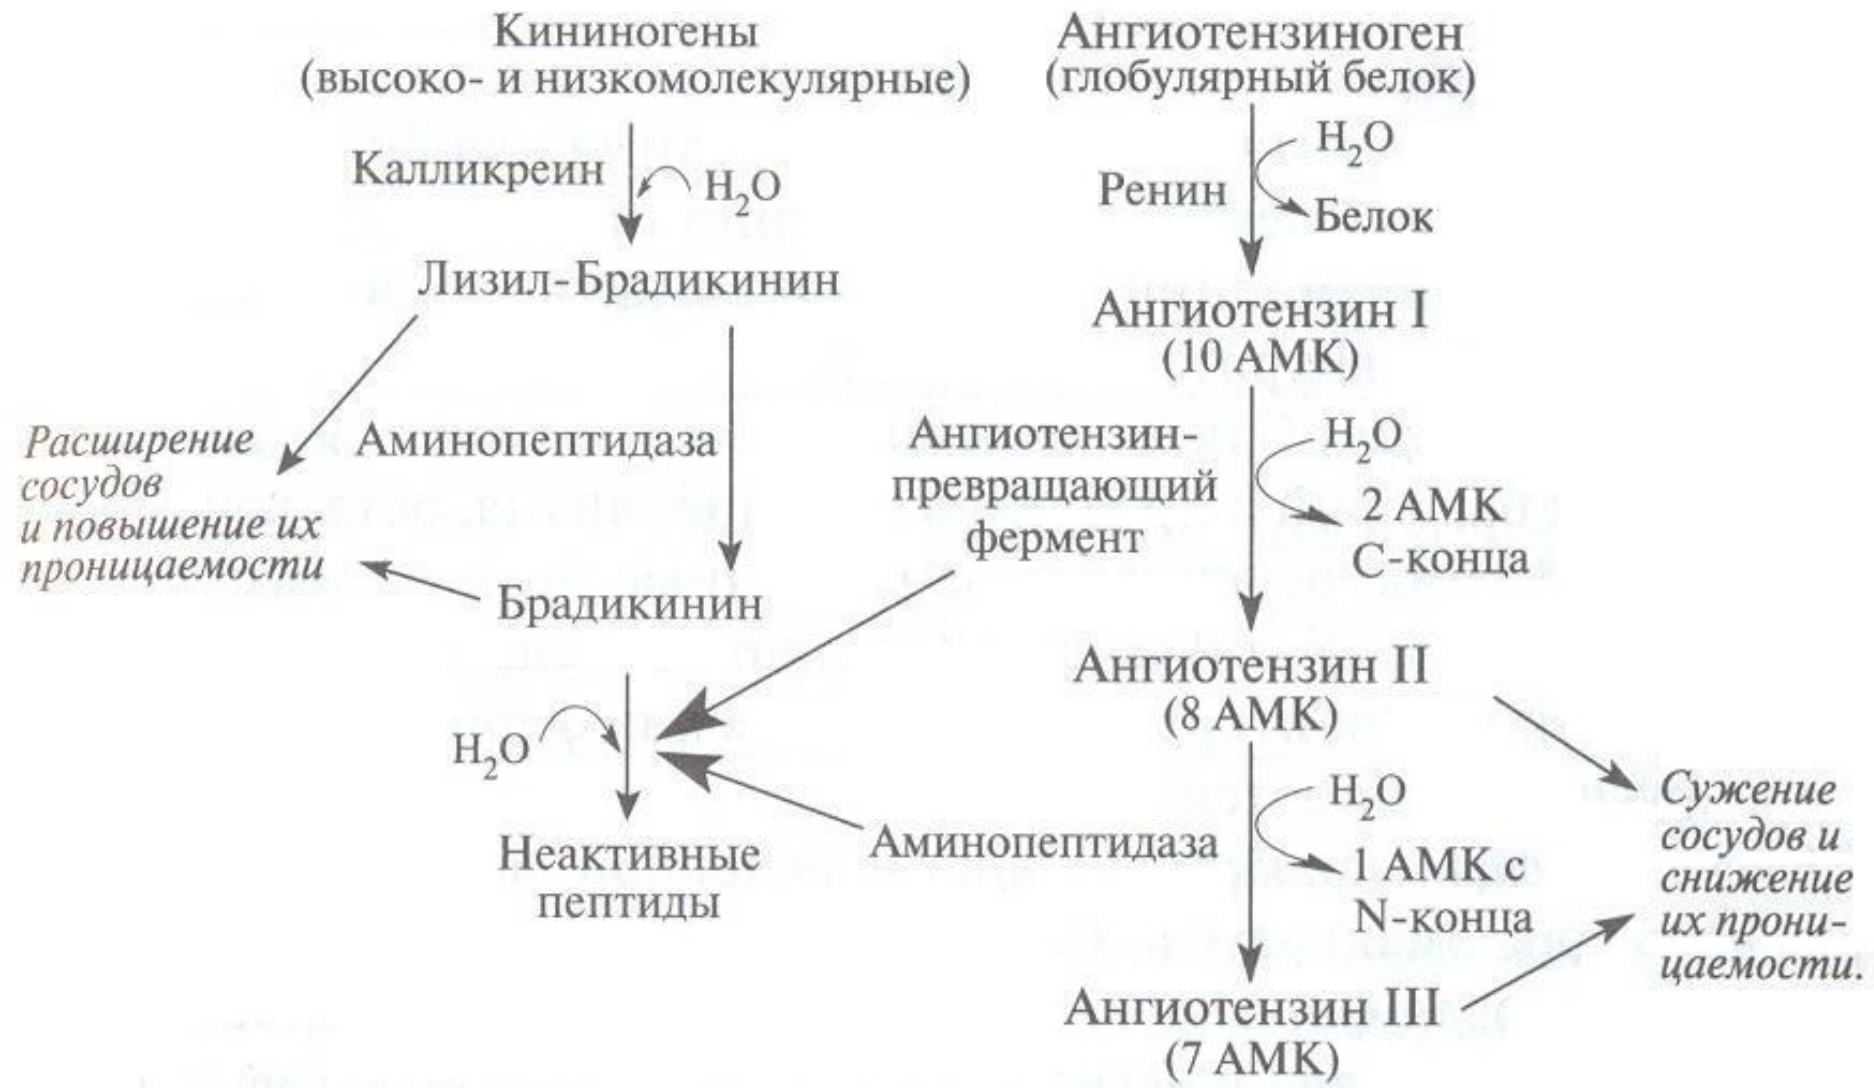 Кининогены
(высоко- и низкомолекулярные)
Калликреин
H₂O
Лизил-Брадикинин
Расширение
сосудов
и повышение их
проницаемости
Аминопептидаза
Брадикинин
H₂O
Неактивные
пептиды
Ангиотензиноген
(глобулярный белок)
H₂O
Ренин
Белок
Ангиотензин I
(10 АМК)
Ангиотензин-
превращающий
фермент
H₂O
2 АМК
С-конца
Ангиотензин II
(8 АМК)
H₂O
Аминопептидаза
1 АМК с
N-конца
Ангиотензин III
(7 АМК)
Сужение
сосудов и
снижение
их прони-
цаемости.